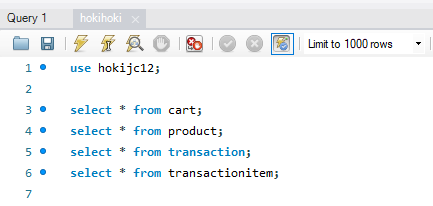 Query 1 hokihoki
Limit to 1000 rows
1 use hokijc12;
2
3 select * from cart;
4 select * from product;
5 select * from transaction;
6 select * from transactionitem;
7